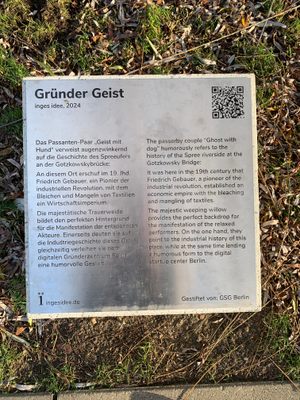 Gründer Geist
inges idee, 2024
Das Passanten-Paar „Geist mit
Hund“ verweist augenzwinkernd
auf die Geschichte des Spreeufers
an der Gotzkowskybrücke:
An diesem Ort erschuf im 19. Jhd.
Friedrich Gebauer, ein Pionier der
industriellen Revolution, mit dem
Bleichen und Mangeln von Textilien
ein Wirtschaftsimperium.
Die majestätische Trauerweide
bildet den perfekten Hintergrund
für die Manifestation der entspannten
Akteure. Einerseits deuten sie auf
die Industriegeschichte dieses
gleichzeitig verleihen sie dem
digitalen Gründerzentrum
eine humorvolle Gestalt.
The passerby couple “Ghost with
dog” humorously refers to the
history of the Spree riverside at the
Gotzkowsky Bridge:
It was here in the 19th century that
Friedrich Gebauer, a pioneer of the
industrial revolution, established an
economic empire with the bleaching
and mangling of textiles.
The majestic weeping willow
provides the perfect backdrop for
the manifestation of the relaxed
performers. On the one hand, they
point to the industrial history of this
place, while at the same time lending
a humorous form to the digital
startup center Berlin.
ingesidee.de
Gestiftet von: GSG Berlin